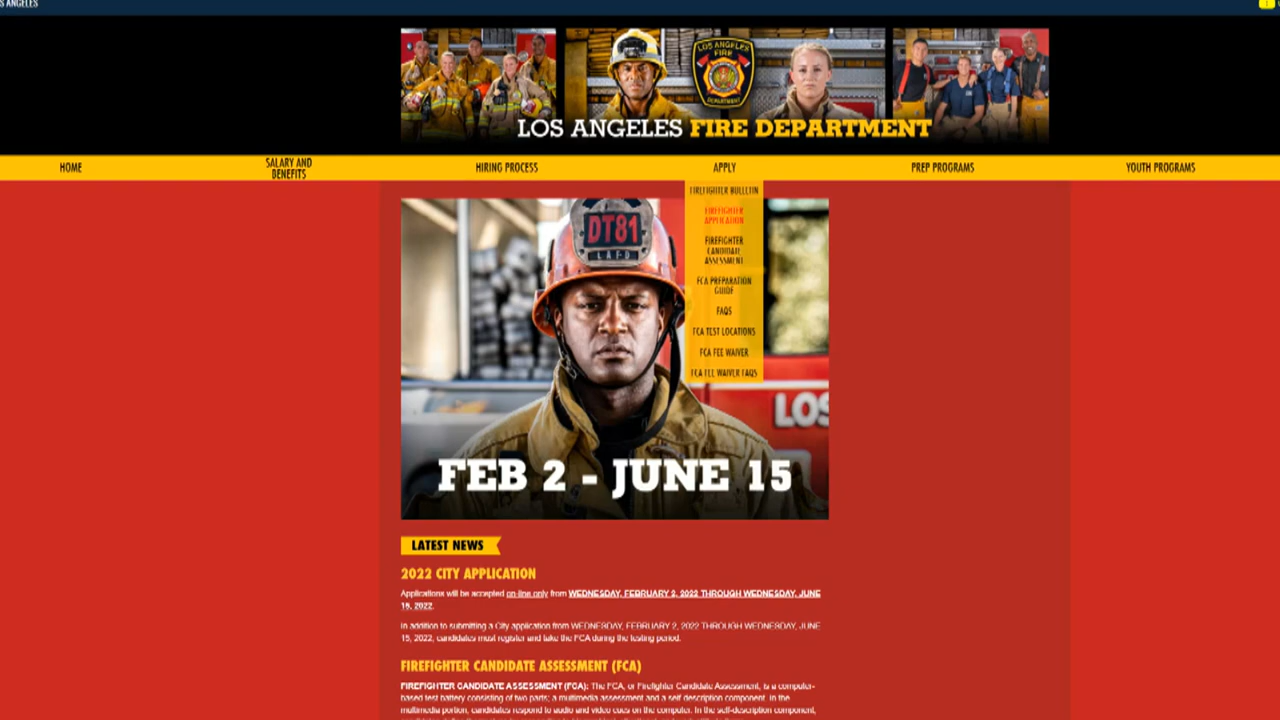 S ANGELES
LOS ANGELES
FIRE
DEPARTMENT
LOS ANGELES FIRE DEPARTMENT
HOME
SALARY AND
BENEFITS
HIRING PROCESS
APPLY
PREP PROGRAMS
YOUTH PROGRAMS
FIREFIGHTER BULLETIN
FIREFIGHTER
APPLICATION
FIREFIGHTER
CANDIDATE
ASSESSMENT
FCA PREPARATION
GUIDE
FAQS
FCA TEST LOCATIONS
FCA FEE WAIVER
FCA FEE WAIVER FAQS
DT81
LAFD
LOS
FEB 2 - JUNE 15
LATEST NEWS
2022 CITY APPLICATION
Applications will be accepted on-line only from WEDNESDAY, FEBRUARY 2, 2022 THROUGH WEDNESDAY, JUNE
15, 2022.
In addition to submitting a City application from WEDNESDAY, FEBRUARY 2, 2022 THROUGH WEDNESDAY, JUNE
15, 2022, candidates must register and take the FCA during the testing period.
FIREFIGHTER CANDIDATE ASSESSMENT (FCA)
FIREFIGHTER CANDIDATE ASSESSMENT (FCA): The FCA, or Firefighter Candidate Assessment, is a computer-
based test battery consisting of two parts; a multimedia assessment and a self description component. In the
multimedia portion, candidates respond to audio and video cues on the computer. In the self-description component,